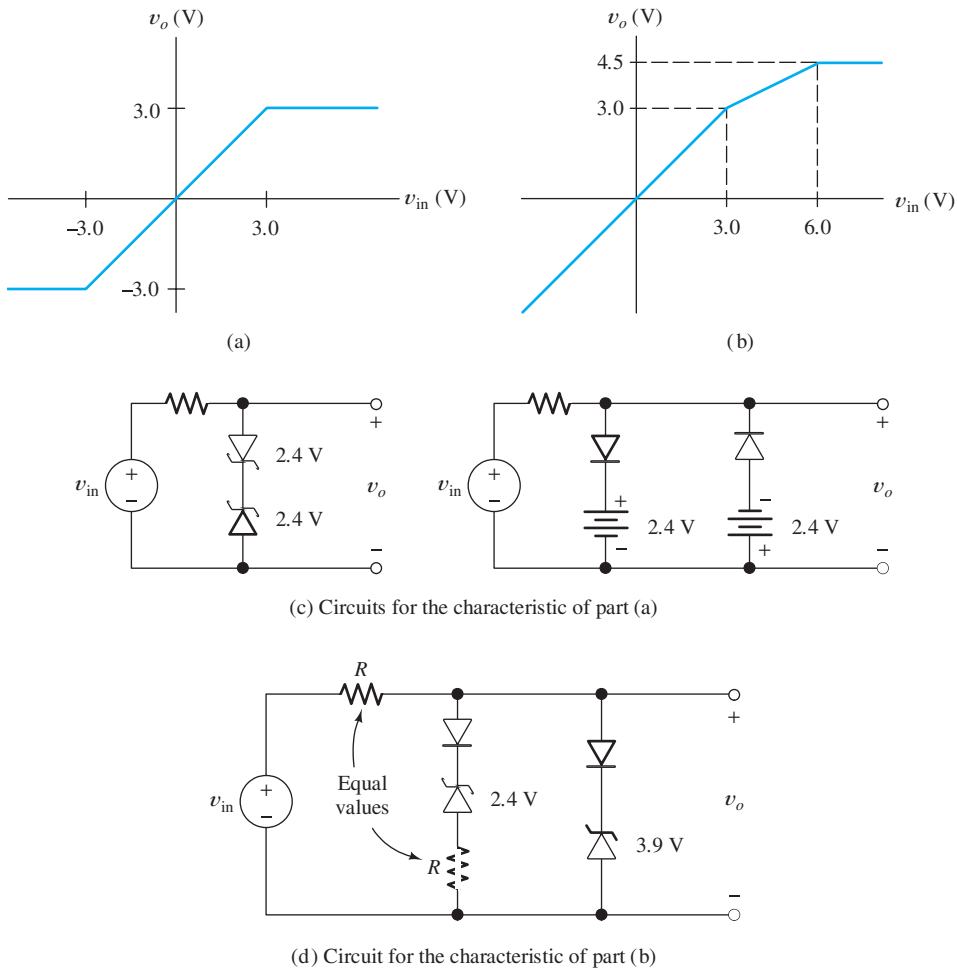 v_o (V)
3.0
v_in (V)
–3.0
3.0
–3.0
(a)
v_o (V)
4.5
3.0
v_in (V)
3.0
6.0
(b)
v_in
+
–
2.4 V
2.4 V
+
v_o
–
v_in
+
–
+
2.4 V
–
–
2.4 V
+
+
v_o
–
(c) Circuits for the characteristic of part (a)
R
v_in
+
–
Equal
values
2.4 V
R
3.9 V
+
v_o
–
(d) Circuit for the characteristic of part (b)